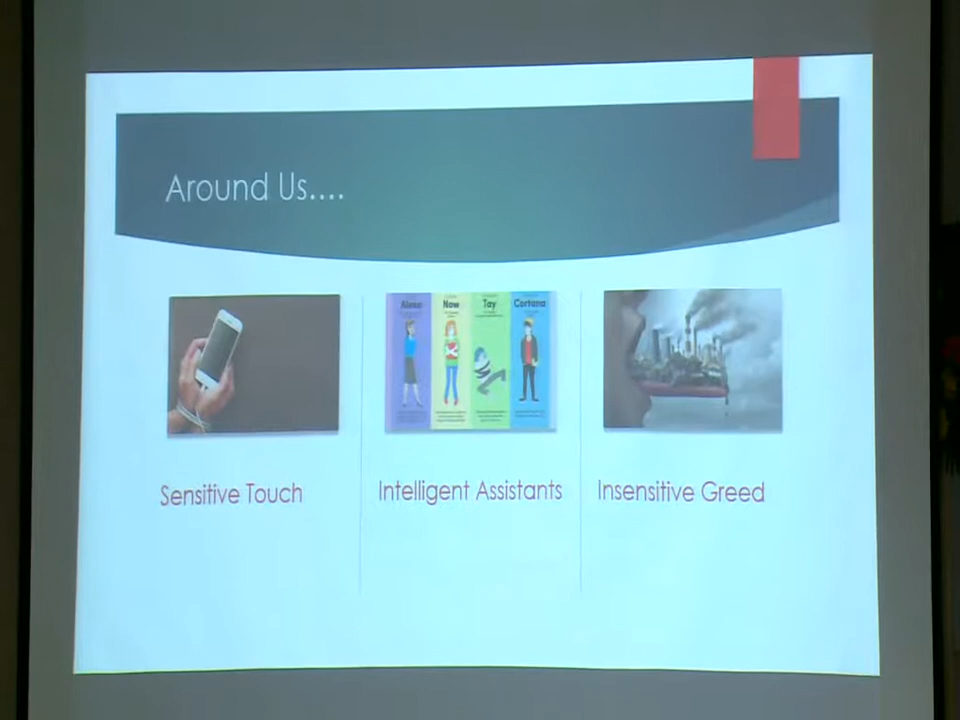 Around Us....
Alexa
Now
Tay
Cortana
Sensitive Touch
Intelligent Assistants
Insensitive Greed